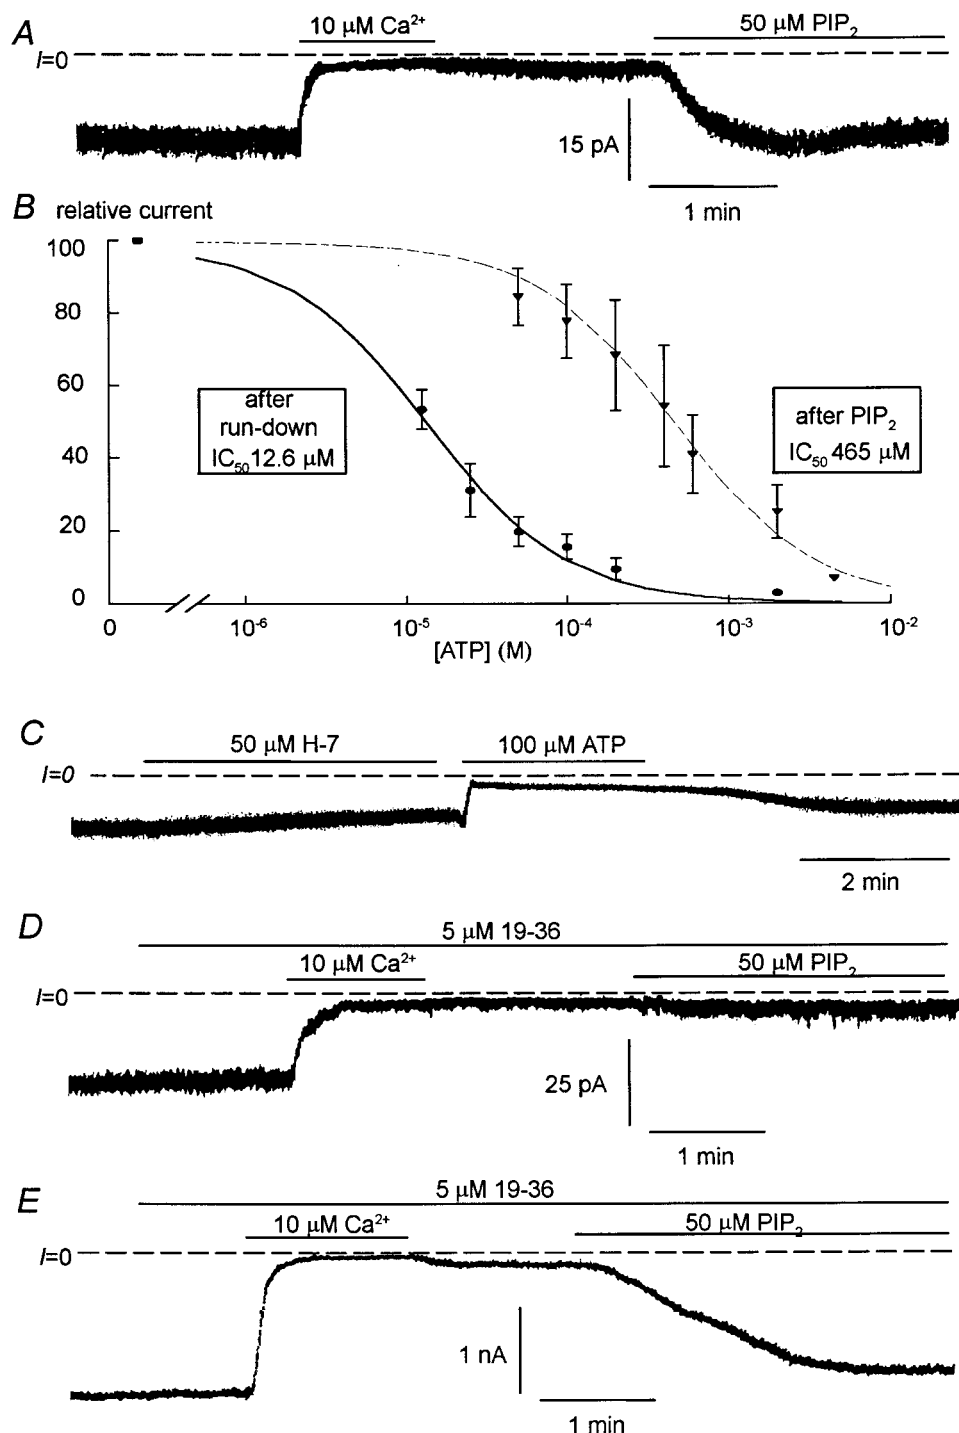 A
10 μM Ca²⁺
50 μM PIP₂
I=0
15 pA
1 min
B
relative current
100
80
60
40
20
0
after
run-down
IC₅₀ 12.6 μM
after PIP₂
IC₅₀ 465 μM
0
10⁻⁶
10⁻⁵
10⁻⁴
10⁻³
10⁻²
[ATP] (M)
C
50 μM H-7
100 μM ATP
I=0
2 min
D
5 μM 19-36
10 μM Ca²⁺
50 μM PIP₂
I=0
25 pA
1 min
E
5 μM 19-36
10 μM Ca²⁺
50 μM PIP₂
I=0
1 nA
1 min